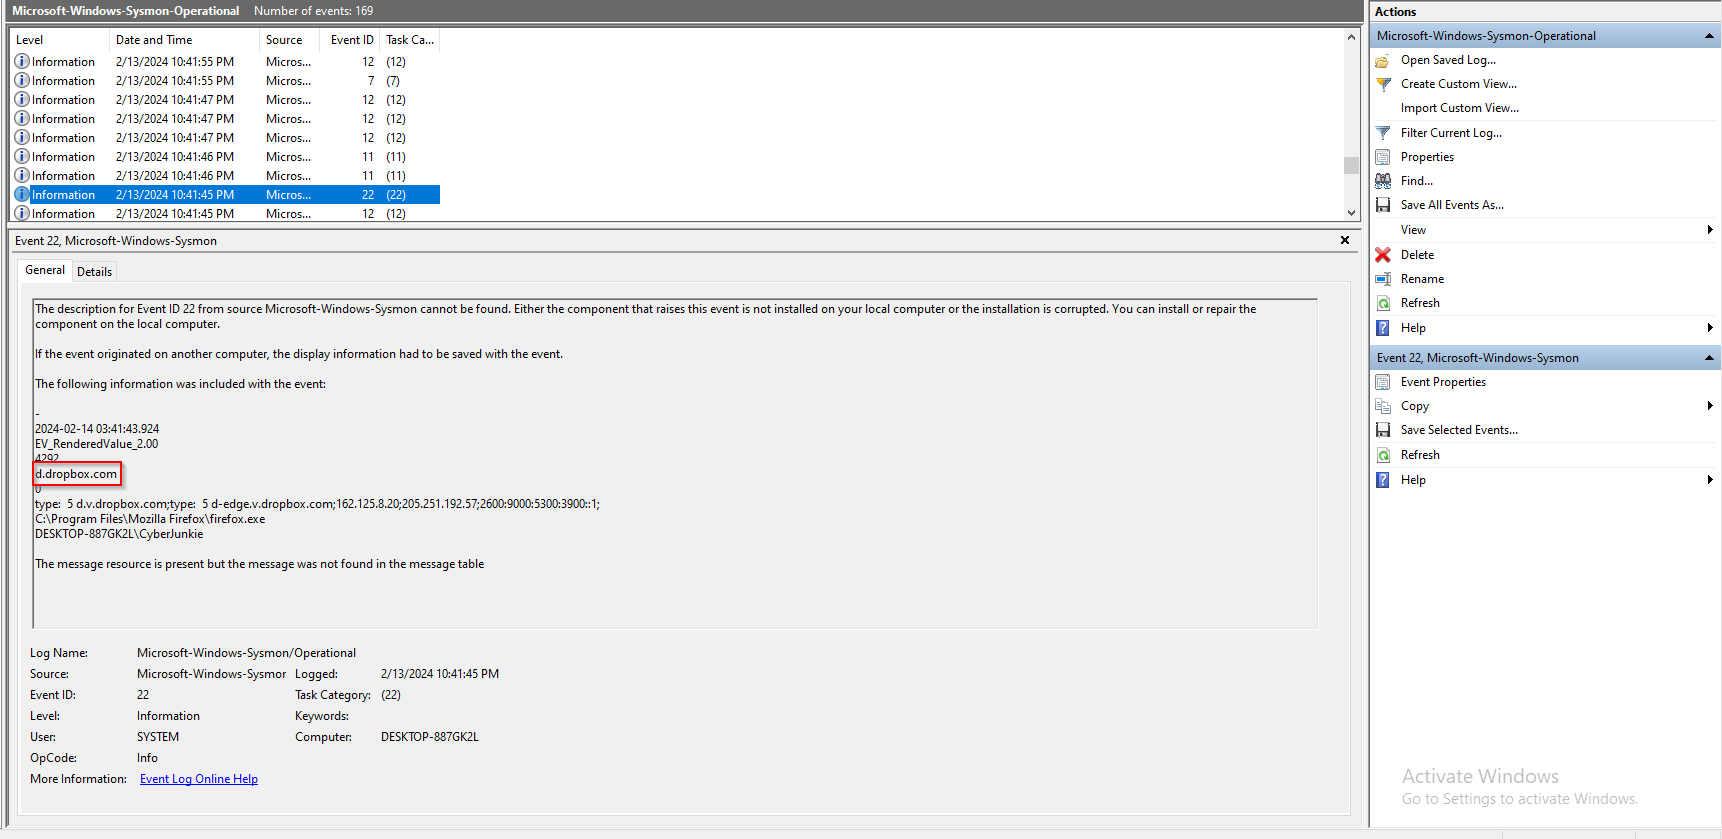 Microsoft-Windows-Sysmon-Operational Number of events: 169
Level Date and Time Source Event ID Task Ca...
Information 2/13/2024 10:41:55 PM Micros... 12 (12)
Information 2/13/2024 10:41:55 PM Micros... 7 (7)
Information 2/13/2024 10:41:47 PM Micros... 12 (12)
Information 2/13/2024 10:41:47 PM Micros... 12 (12)
Information 2/13/2024 10:41:47 PM Micros... 12 (12)
Information 2/13/2024 10:41:46 PM Micros... 11 (11)
Information 2/13/2024 10:41:46 PM Micros... 11 (11)
Information 2/13/2024 10:41:45 PM Micros... 22 (22)
Information 2/13/2024 10:41:45 PM Micros... 12 (12)
Event 22, Microsoft-Windows-Sysmon
General Details
The description for Event ID 22 from source Microsoft-Windows-Sysmon cannot be found. Either the component that raises this event is not installed on your local computer or the installation is corrupted. You can install or repair the
component on the local computer.
If the event originated on another computer, the display information had to be saved with the event.
The following information was included with the event:
-
2024-02-14 03:41:43.924
EV_RenderedValue_2.00
4292
d.dropbox.com
0
type:  5 d.v.dropbox.com;type:  5 d-edge.v.dropbox.com;162.125.8.20;205.251.192.57;2600:9000:5300:3900::1;
C:\Program Files\Mozilla Firefox\firefox.exe
DESKTOP-887GK2L\CyberJunkie
The message resource is present but the message was not found in the message table
Log Name: Microsoft-Windows-Sysmon/Operational
Source: Microsoft-Windows-Sysmor Logged: 2/13/2024 10:41:45 PM
Event ID: 22 Task Category: (22)
Level: Information Keywords:
User: SYSTEM Computer: DESKTOP-887GK2L
OpCode: Info
More Information: Event Log Online Help
Actions
Microsoft-Windows-Sysmon-Operational
Open Saved Log...
Create Custom View...
Import Custom View...
Filter Current Log...
Properties
Find...
Save All Events As...
View
Delete
Rename
Refresh
Help
Event 22, Microsoft-Windows-Sysmon
Event Properties
Copy
Save Selected Events...
Refresh
Help
Activate Windows
Go to Settings to activate Windows.